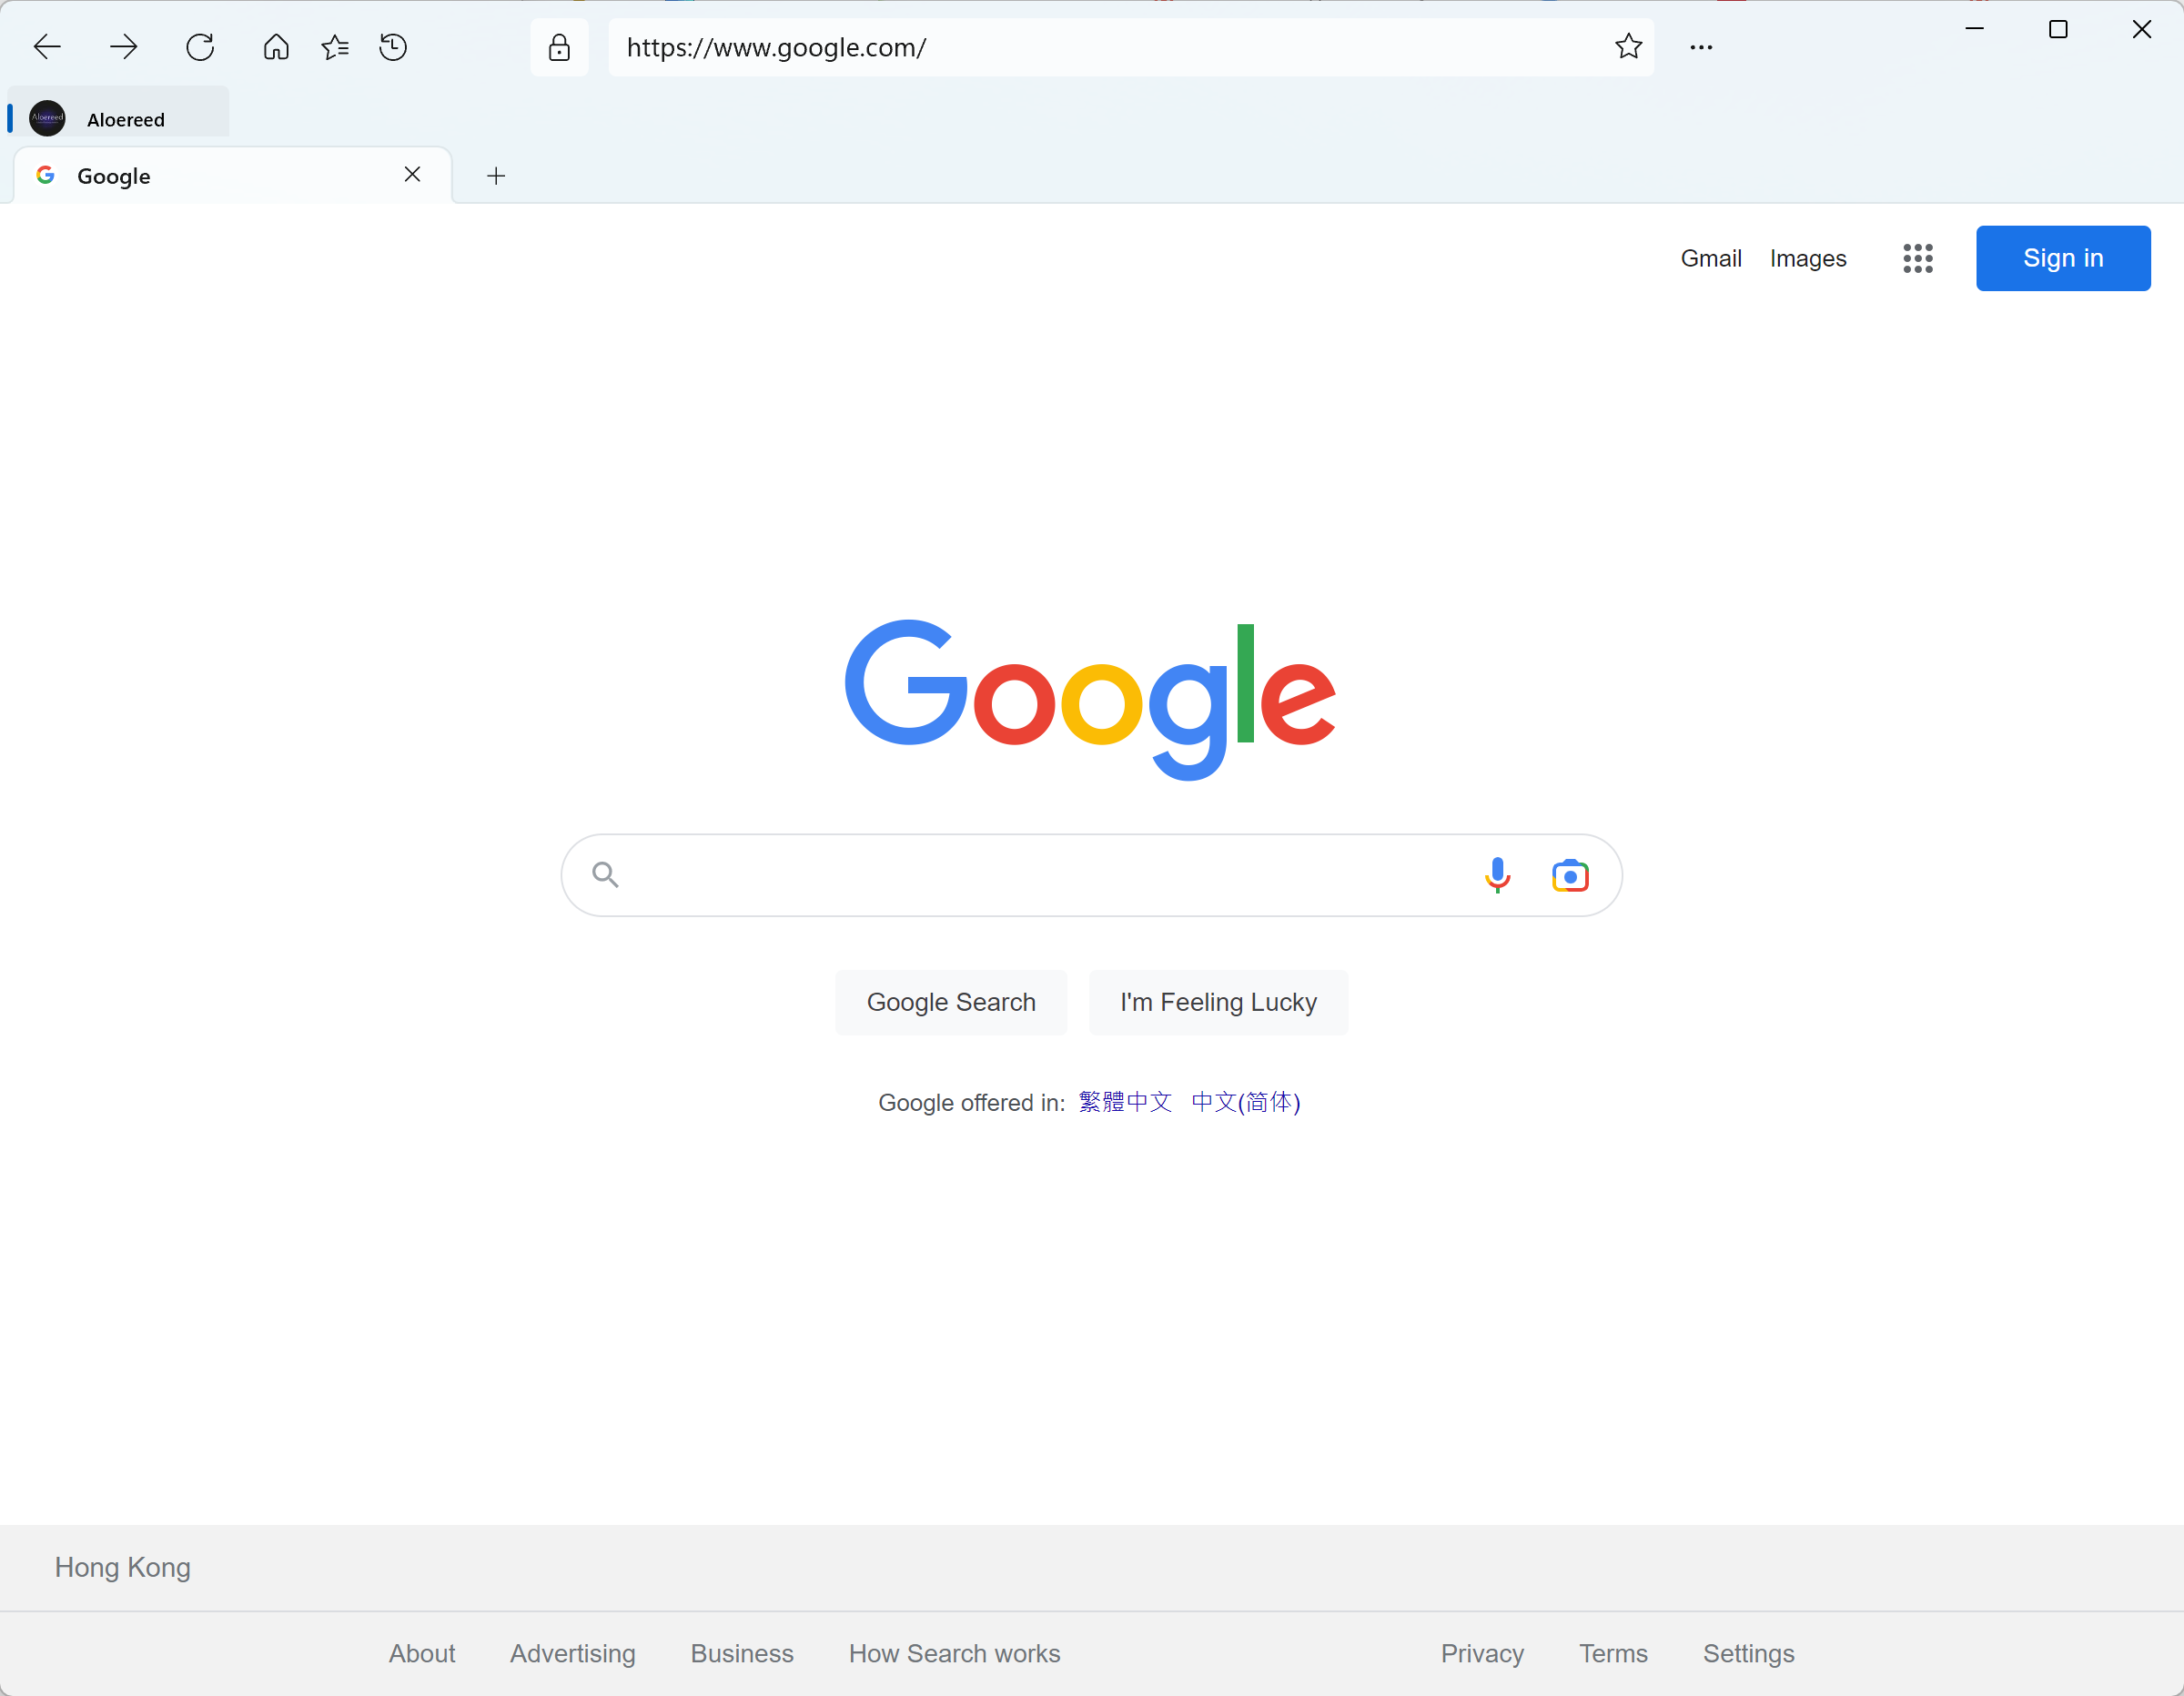 https://www.google.com/
Aloereed Aloereed
Google
Gmail Images Sign in
Google
Google Search I'm Feeling Lucky
Google offered in: 繁體中文 中文(简体)
Hong Kong
About Advertising Business How Search works Privacy Terms Settings